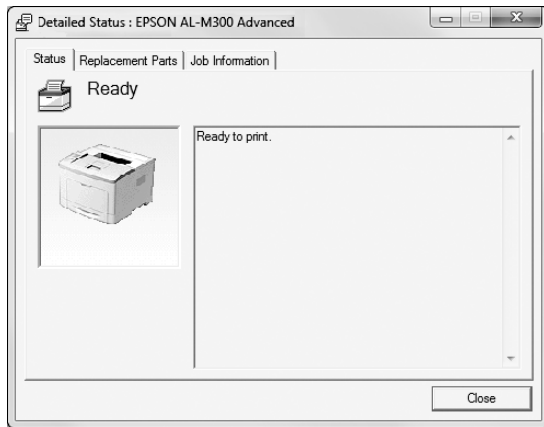 Detailed Status : EPSON AL-M300 Advanced
Status Replacement Parts Job Information
Ready
Ready to print.
Close